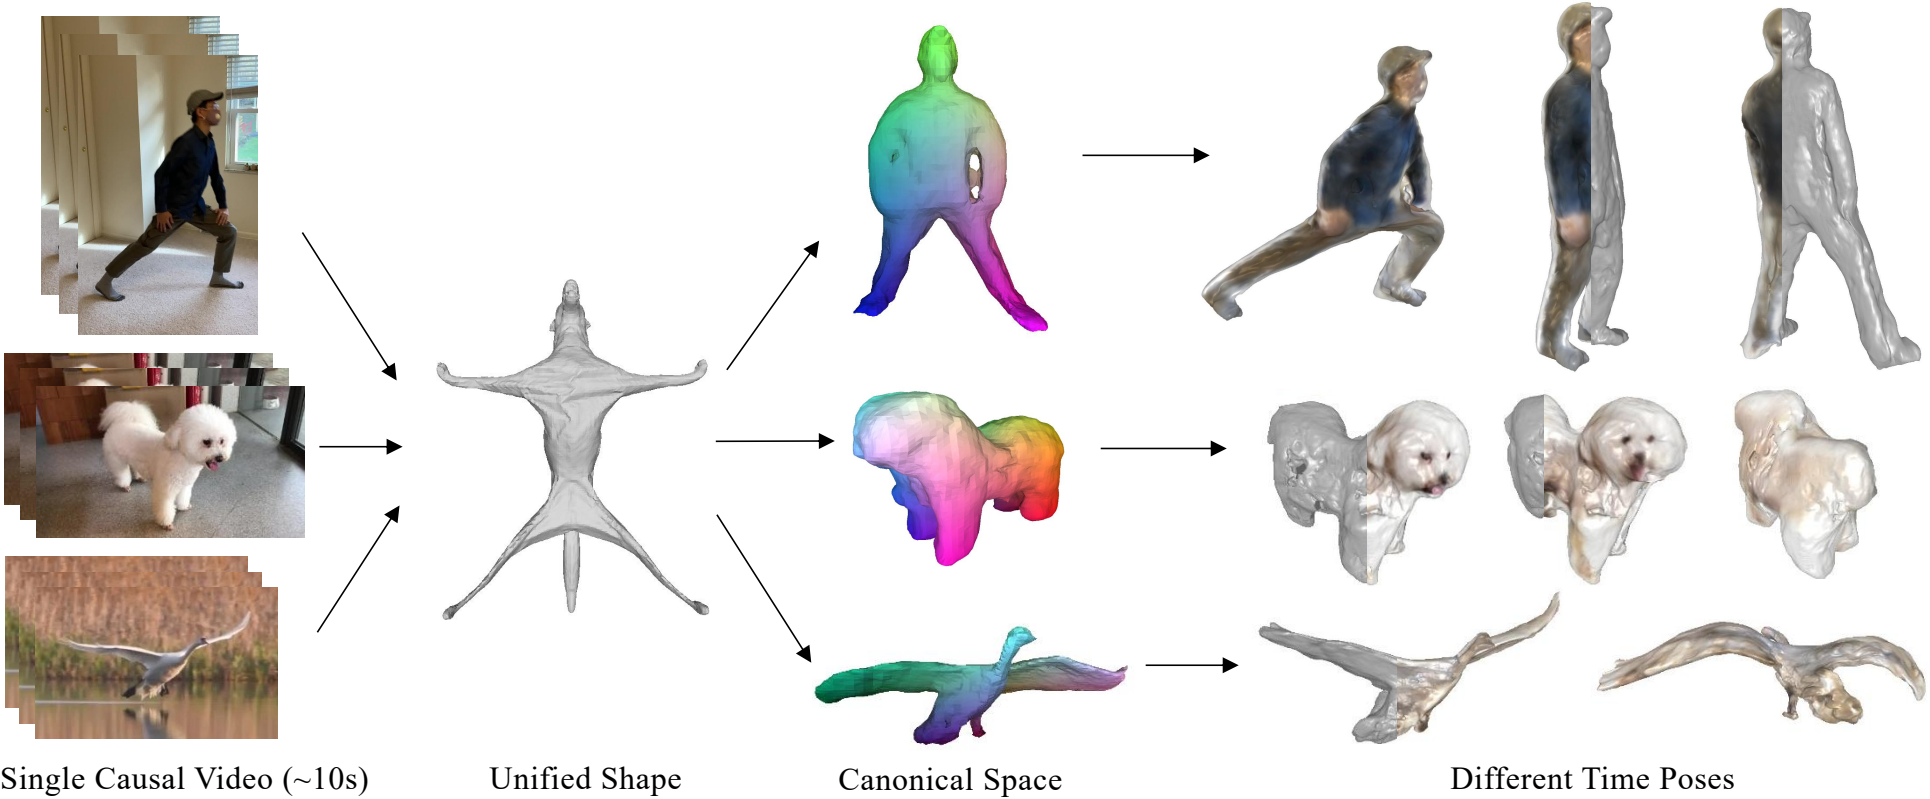 Single Causal Video (~10s)
Unified Shape
Canonical Space
Different Time Poses